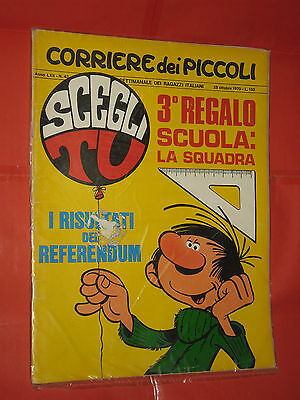 CORRIERE dei PICCOLI
SETTIMANALE DEI RAGAZZI ITALIANI
SCEGLI
TU
3° REGALO
SCUOLA:
LA SQUADRA
I RISULTATI
DEL
REFERENDUM